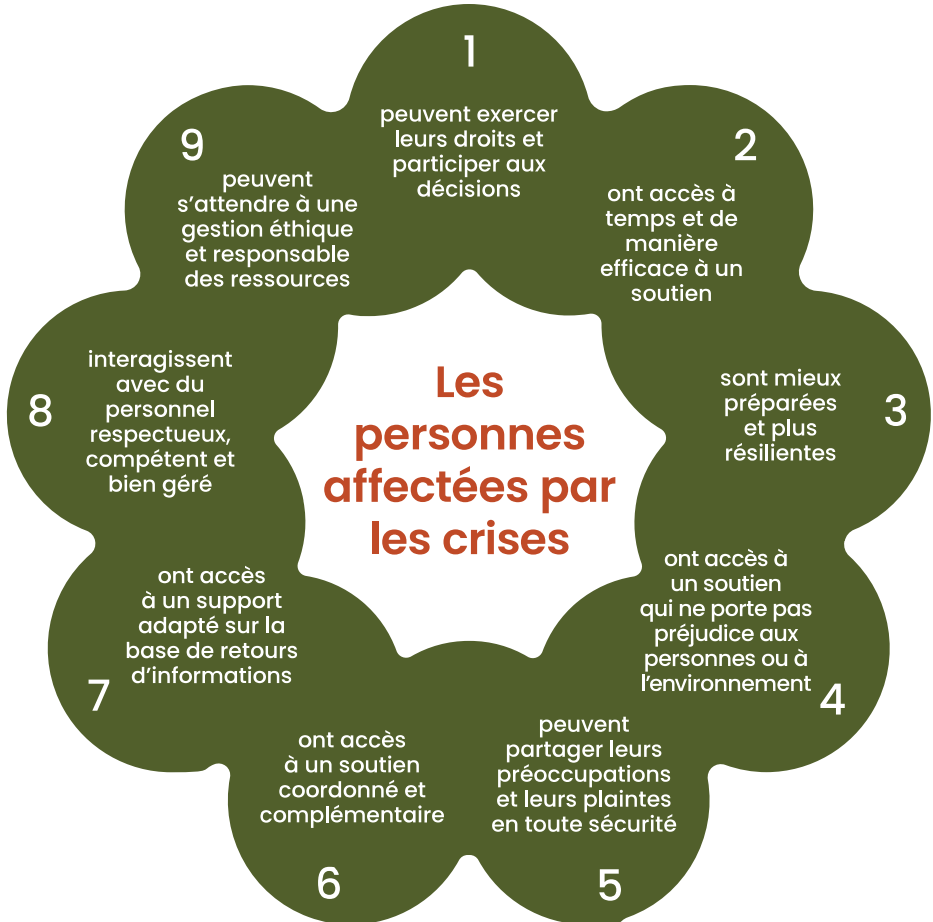 Les
personnes
affectées par
les crises
1
peuvent exercer
leurs droits et
participer aux
décisions
2
ont accès à
temps et de
manière
efficace à un
soutien
3
sont mieux
préparées
et plus
résilientes
4
ont accès à
un soutien
qui ne porte pas
préjudice aux
personnes ou à
l’environnement
5
peuvent
partager leurs
préoccupations
et leurs plaintes
en toute sécurité
6
ont accès
à un soutien
coordonné et
complémentaire
7
ont accès
à un support
adapté sur la
base de retours
d’informations
8
interagissent
avec du
personnel
respectueux,
compétent et
bien géré
9
peuvent
s’attendre à une
gestion éthique
et responsable
des ressources